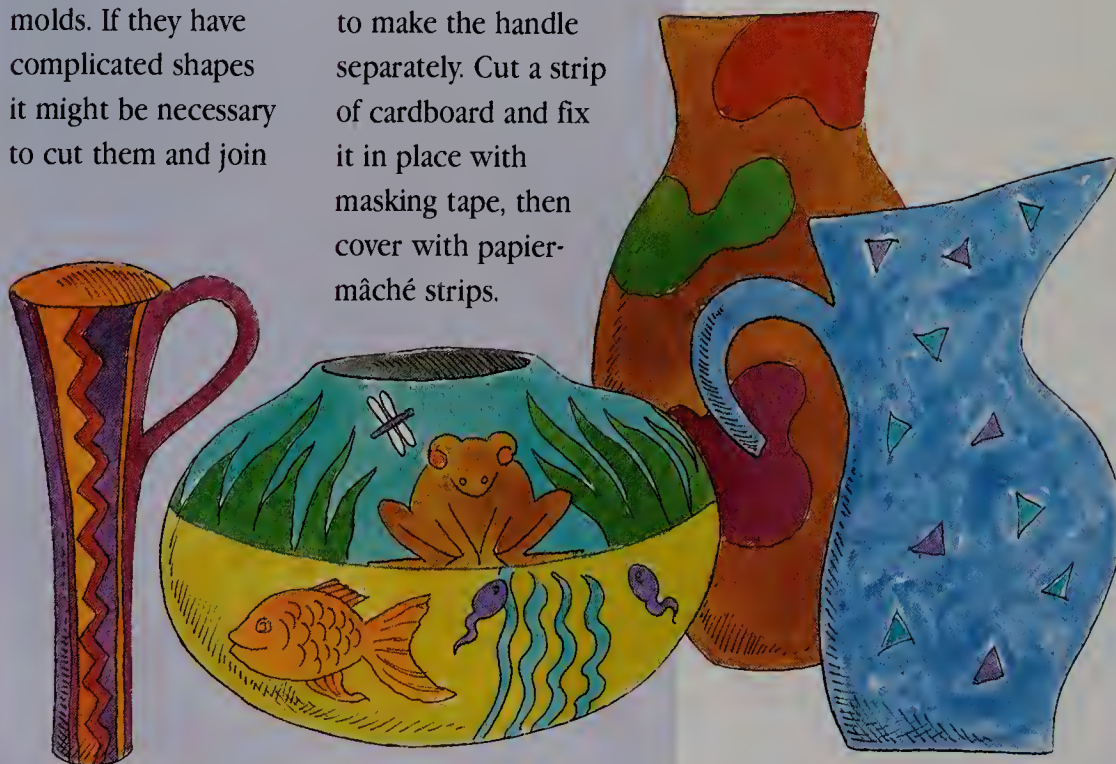 molds. If they have
complicated shapes
it might be necessary
to cut them and join
to make the handle
separately. Cut a strip
of cardboard and fix
it in place with
masking tape, then
cover with papier-
mâché strips.